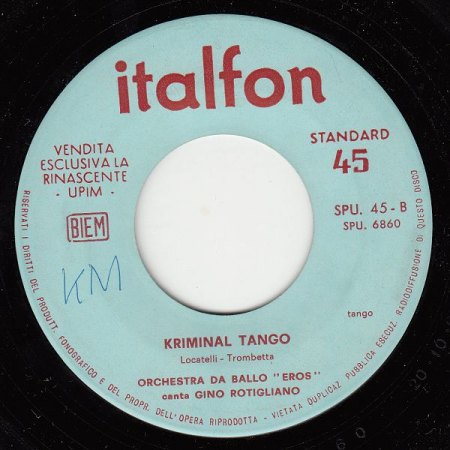 italfon
VENDITA
ESCLUSIVA LA
RINASCENTE
- UPIM -
STANDARD
45
BIEM
SPU. 45 - B
SPU. 6860
KM
tango
KRIMINAL TANGO
Locatelli - Trombetta
ORCHESTRA DA BALLO "EROS"
canta GINO ROTIGLIANO
RISERVATI I DIRITTI DEL PRODUTT. FONOGRAFICO E DEL PROPR. DELL'OPERA RIPRODOTTA - VIETATA DUPLICAZ. PUBBLICA ESECUZ. RADIODIFFUSIONE DI QUESTO DISCO